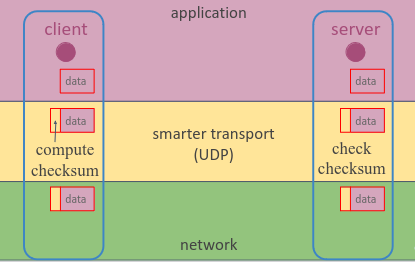 application
client
server
data
data
data
data
smarter transport
(UDP)
compute
checksum
check
checksum
data
data
network